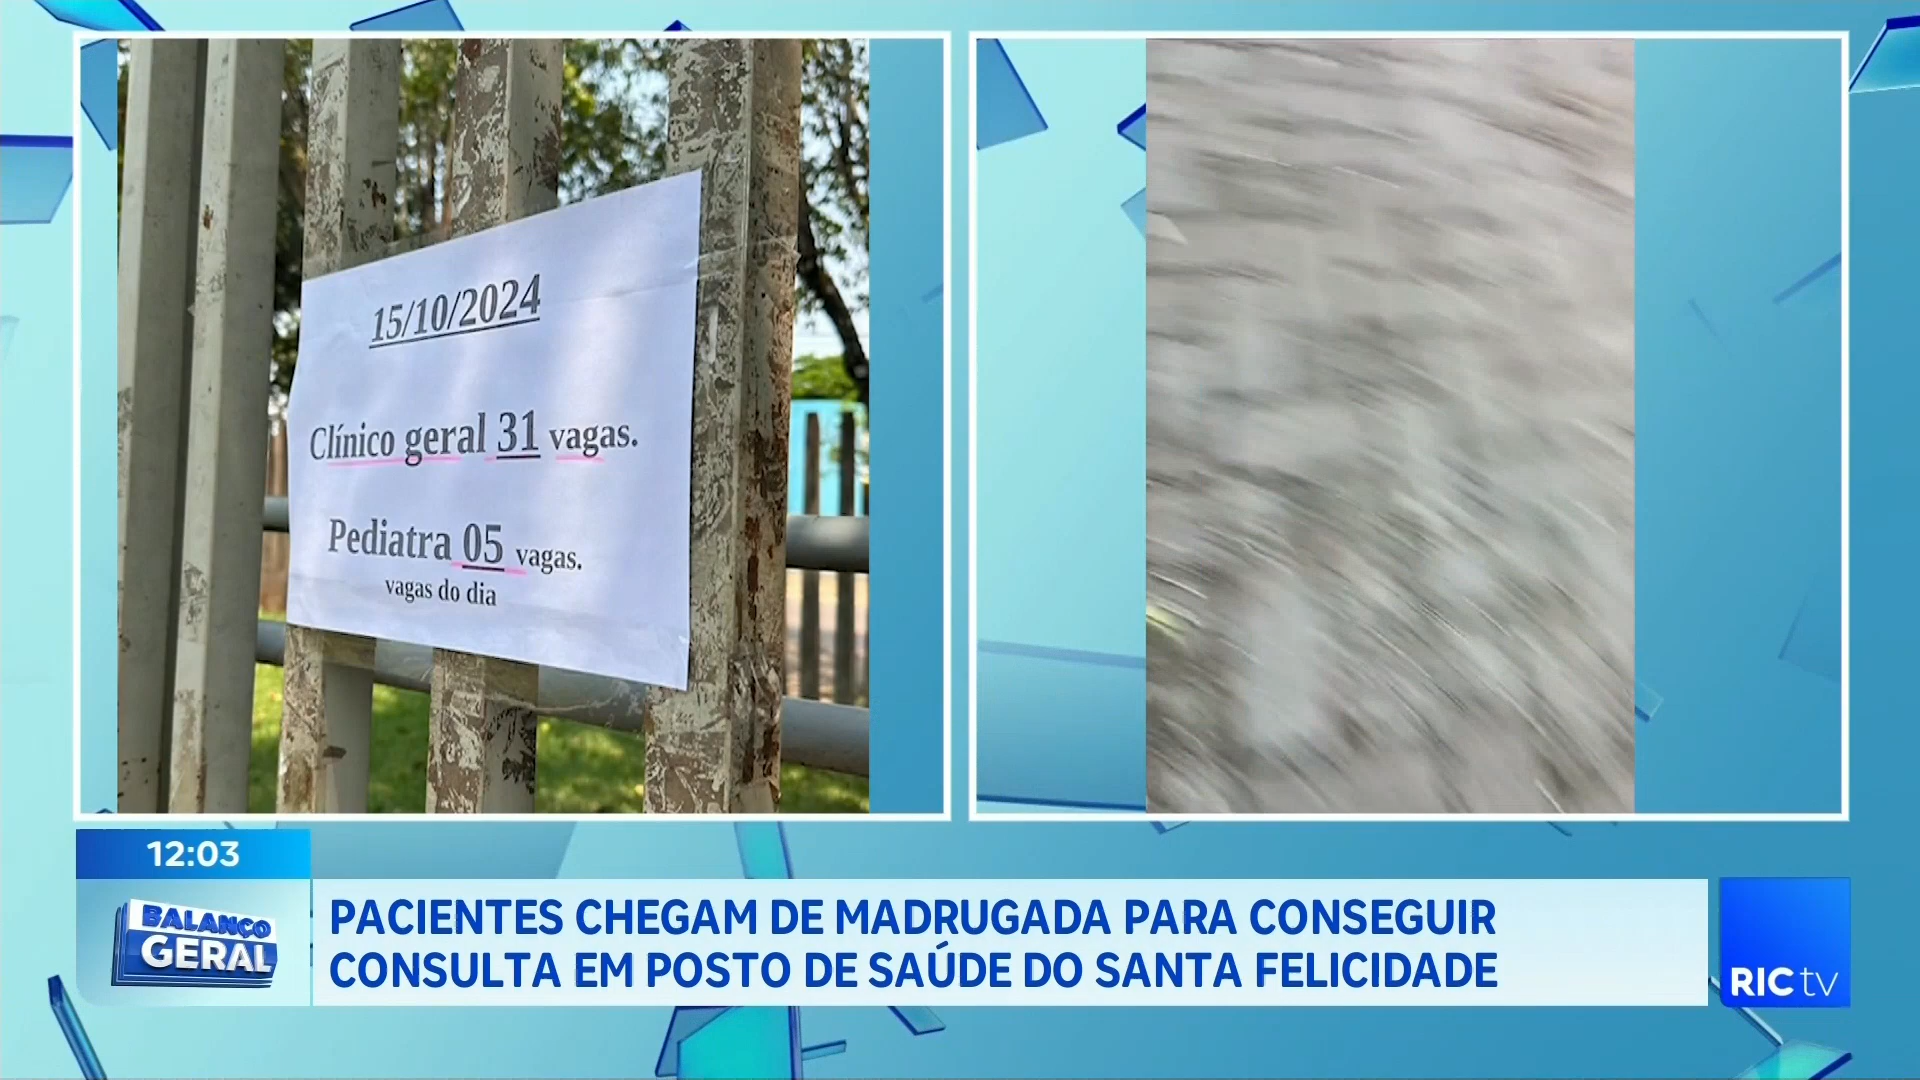 15/10/2024
Clínico geral 31 vagas.
Pediatra 05 vagas.
vagas do dia
12:03
BALANÇO
GERAL
PACIENTES CHEGAM DE MADRUGADA PARA CONSEGUIR
CONSULTA EM POSTO DE SAÚDE DO SANTA FELICIDADE
RIC tv